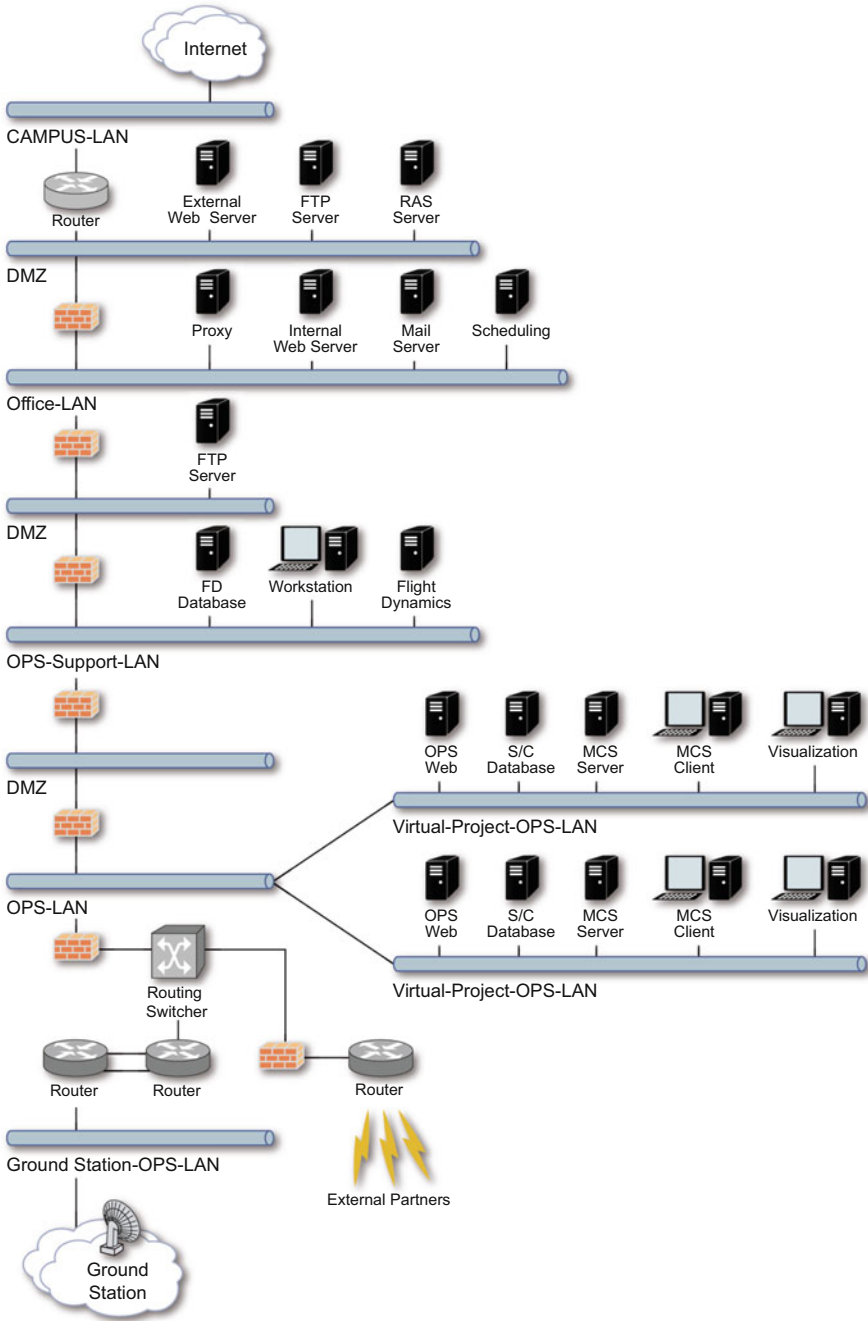 Internet
CAMPUS-LAN
Router
External
Web Server
FTP
Server
RAS
Server
DMZ
Proxy
Internal
Web Server
Mail
Server
Scheduling
Office-LAN
FTP
Server
DMZ
FD
Database
Workstation
Flight
Dynamics
OPS-Support-LAN
DMZ
OPS
Web
S/C
Database
MCS
Server
MCS
Client
Visualization
Virtual-Project-OPS-LAN
OPS-LAN
OPS
Web
S/C
Database
MCS
Server
MCS
Client
Visualization
Virtual-Project-OPS-LAN
Routing
Switcher
Router
Router
Router
Ground Station-OPS-LAN
External Partners
Ground
Station